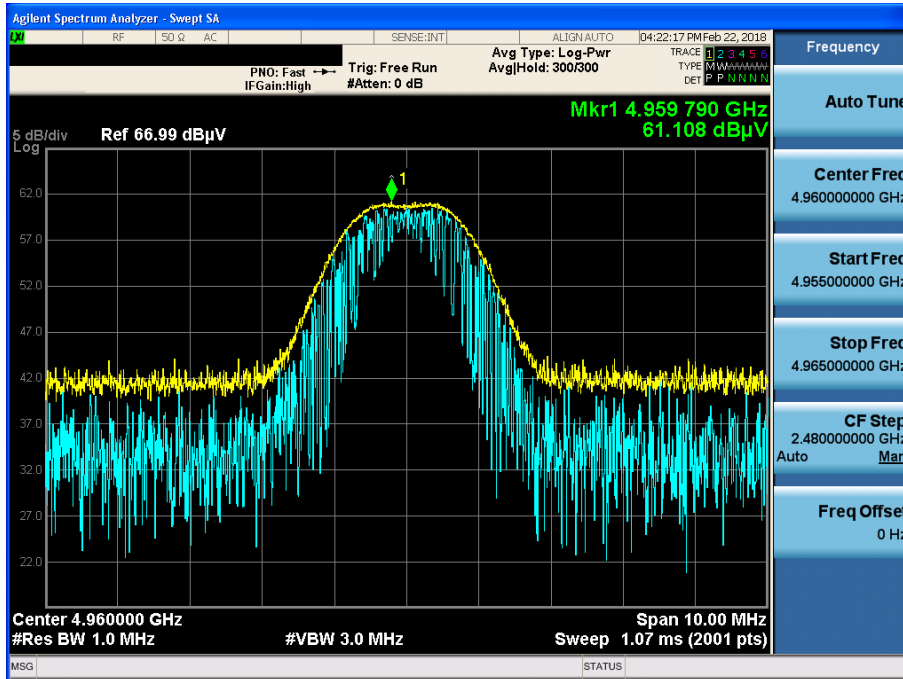 Agilent Spectrum Analyzer - Swept SA
LXI RF 50 Ω AC SENSE:INT ALIGN AUTO 04:22:17 PM Feb 22, 2018
PNO: Fast
IFGain:High
Trig: Free Run
#Atten: 0 dB
Avg Type: Log-Pwr
Avg|Hold: 300/300
TRACE 1 2 3 4 5 6
TYPE MWWWWW
DET P P N N N N
Mkr1 4.959 790 GHz
61.108 dBµV
5 dB/div Ref 66.99 dBµV
Log
1
62.0
57.0
52.0
47.0
42.0
37.0
32.0
27.0
22.0
Center 4.960000 GHz Span 10.00 MHz
#Res BW 1.0 MHz #VBW 3.0 MHz Sweep 1.07 ms (2001 pts)
MSG STATUS
Frequency
Auto Tune
Center Freq
4.960000000 GHz
Start Freq
4.955000000 GHz
Stop Freq
4.965000000 GHz
CF Step
2.480000000 GHz
Auto Man
Freq Offset
0 Hz